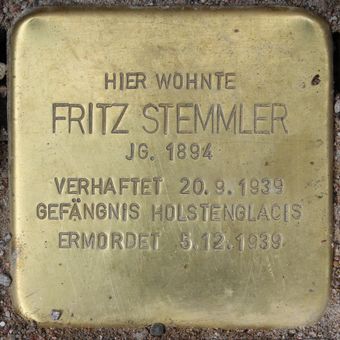 HIER WOHNTE
FRITZ STEMMLER
JG. 1894
VERHAFTET 20.9.1939
GEFÄNGNIS HOLSTENGLACIS
ERMORDET 5.12.1939